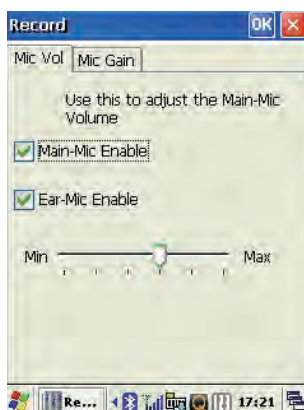 Record OK
Mic Vol Mic Gain
Use this to adjust the Main-Mic
Volume
Main-Mic Enable
Ear-Mic Enable
Min Max
Re... 17:21